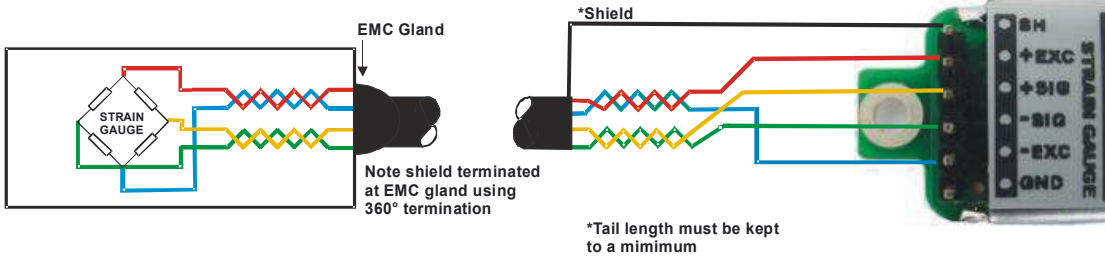 *Shield
EMC Gland
STRAIN
GAUGE
Note shield terminated
at EMC gland using
360° termination
*Tail length must be kept
to a mimimum
SH
+EXC
+SIG
-SIG
-EXC
GND
STRAIN GAUGE